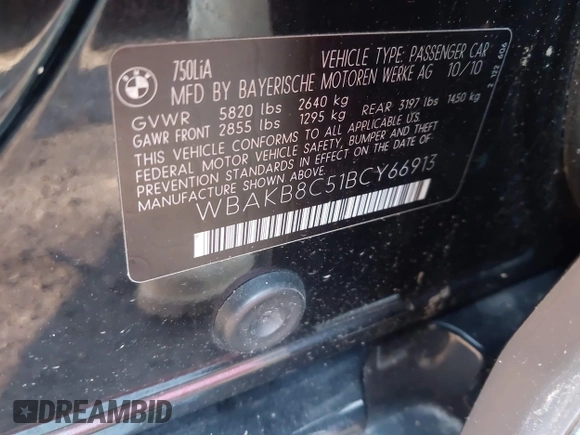 BMW
750LiA VEHICLE TYPE: PASSENGER CAR
MFD BY BAYERISCHE MOTOREN WERKE AG 10/10
GVWR 5820 lbs 2640 kg
GAWR FRONT 2855 lbs 1295 kg REAR 3197 lbs 1450 kg
THIS VEHICLE CONFORMS TO ALL APPLICABLE U.S.
FEDERAL MOTOR VEHICLE SAFETY, BUMPER AND THEFT
PREVENTION STANDARDS IN EFFECT ON THE DATE OF
MANUFACTURE SHOWN ABOVE.
WBAKB8C51BCY66913
DREAMBID